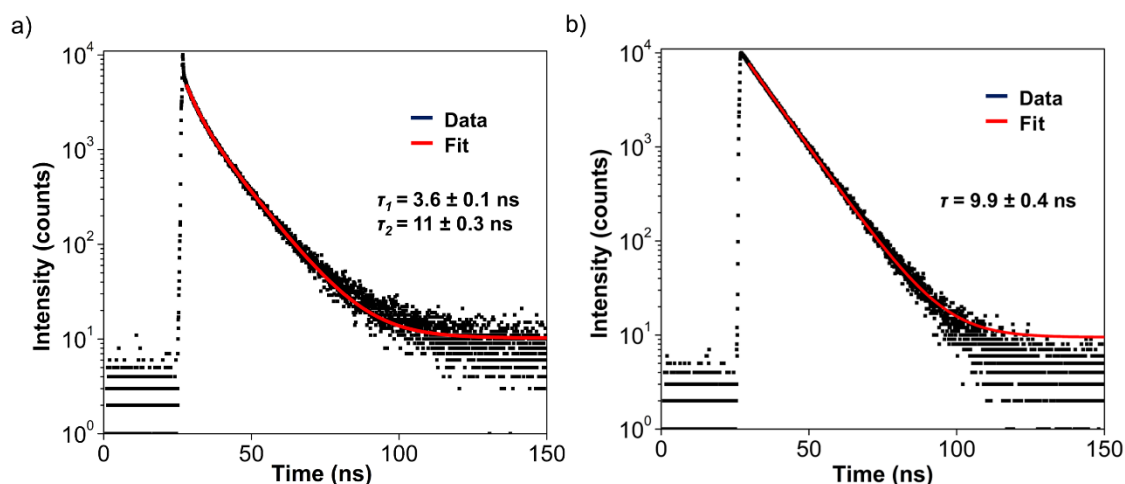 a)
Intensity (counts)
10⁴
10³
10²
10¹
10⁰
Data
Fit
τ₁ = 3.6 ± 0.1 ns
τ₂ = 11 ± 0.3 ns
0
50
100
150
Time (ns)
b)
Intensity (counts)
10⁴
10³
10²
10¹
10⁰
Data
Fit
τ = 9.9 ± 0.4 ns
0
50
100
150
Time (ns)